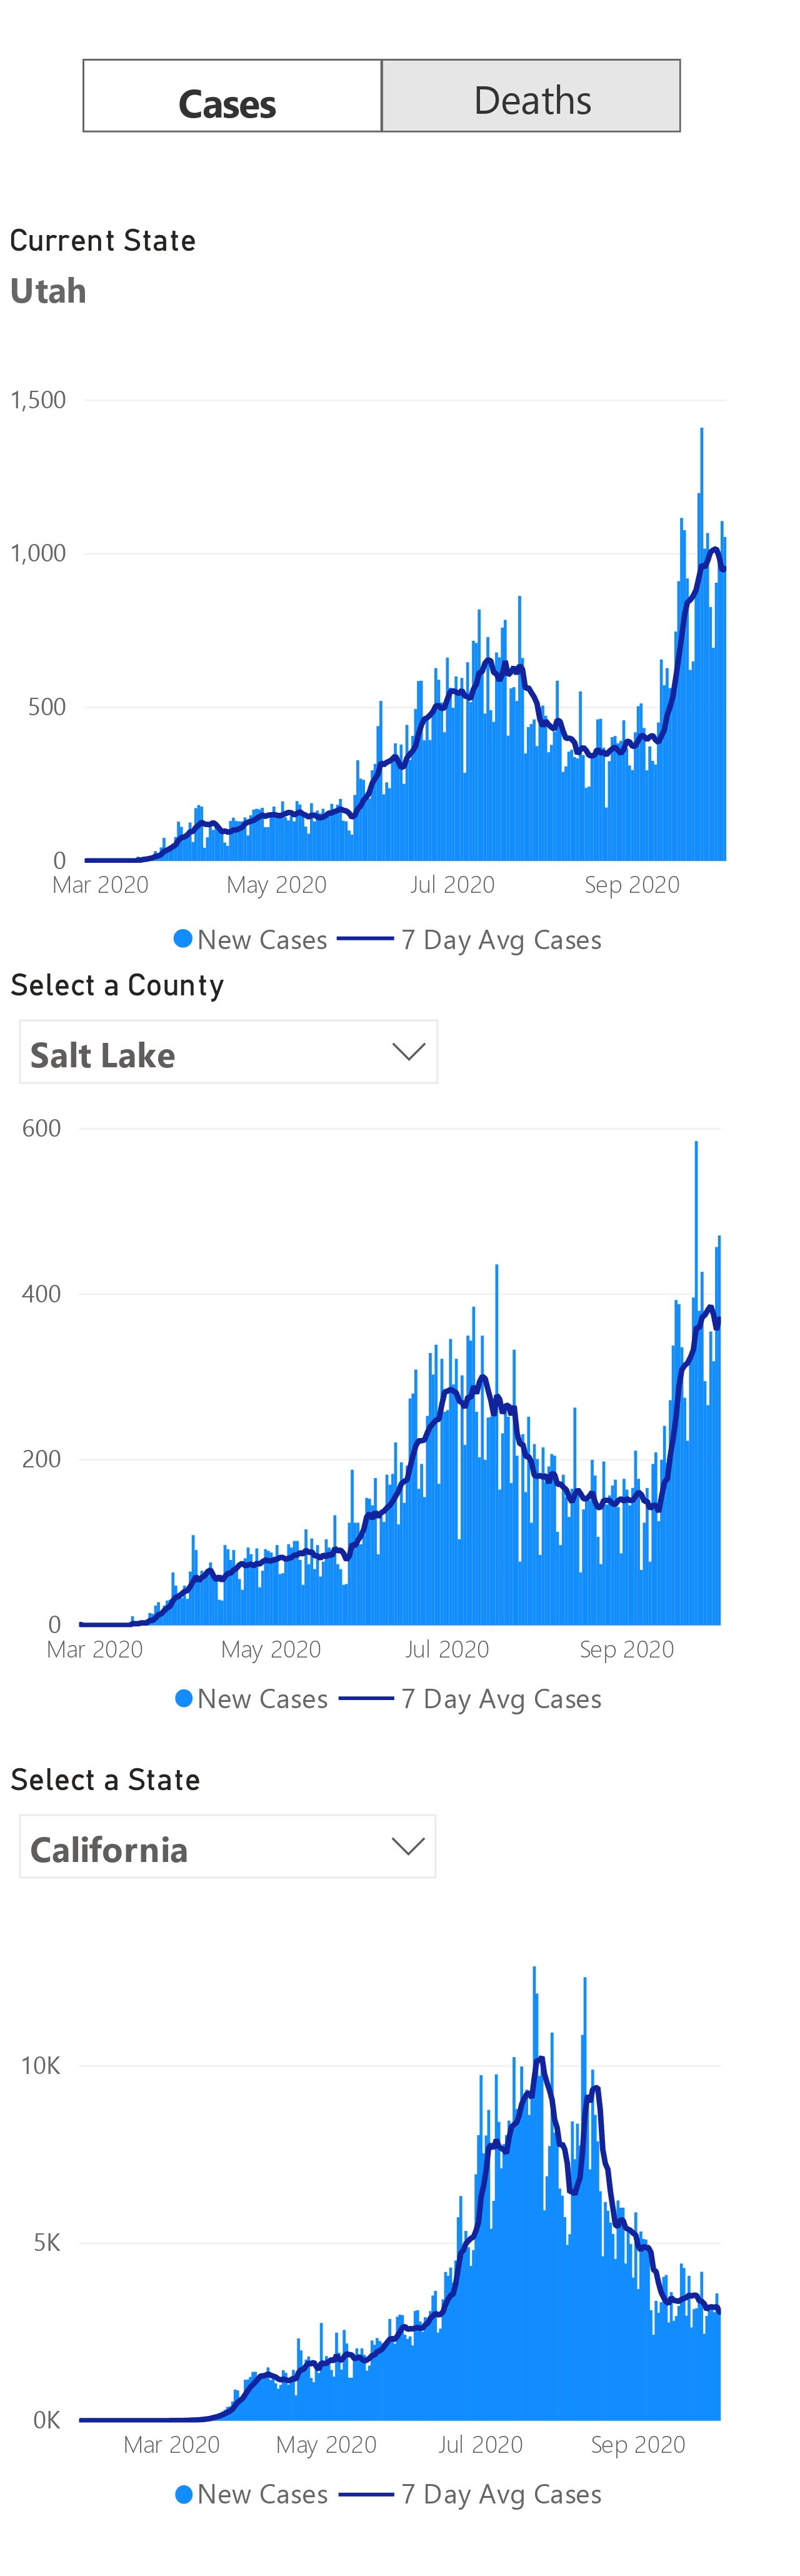 Cases Deaths
Current State
Utah
1,500
1,000
500
0
Mar 2020 May 2020 Jul 2020 Sep 2020
New Cases 7 Day Avg Cases
Select a County
Salt Lake
600
400
200
0
Mar 2020 May 2020 Jul 2020 Sep 2020
New Cases 7 Day Avg Cases
Select a State
California
10K
5K
0K
Mar 2020 May 2020 Jul 2020 Sep 2020
New Cases 7 Day Avg Cases